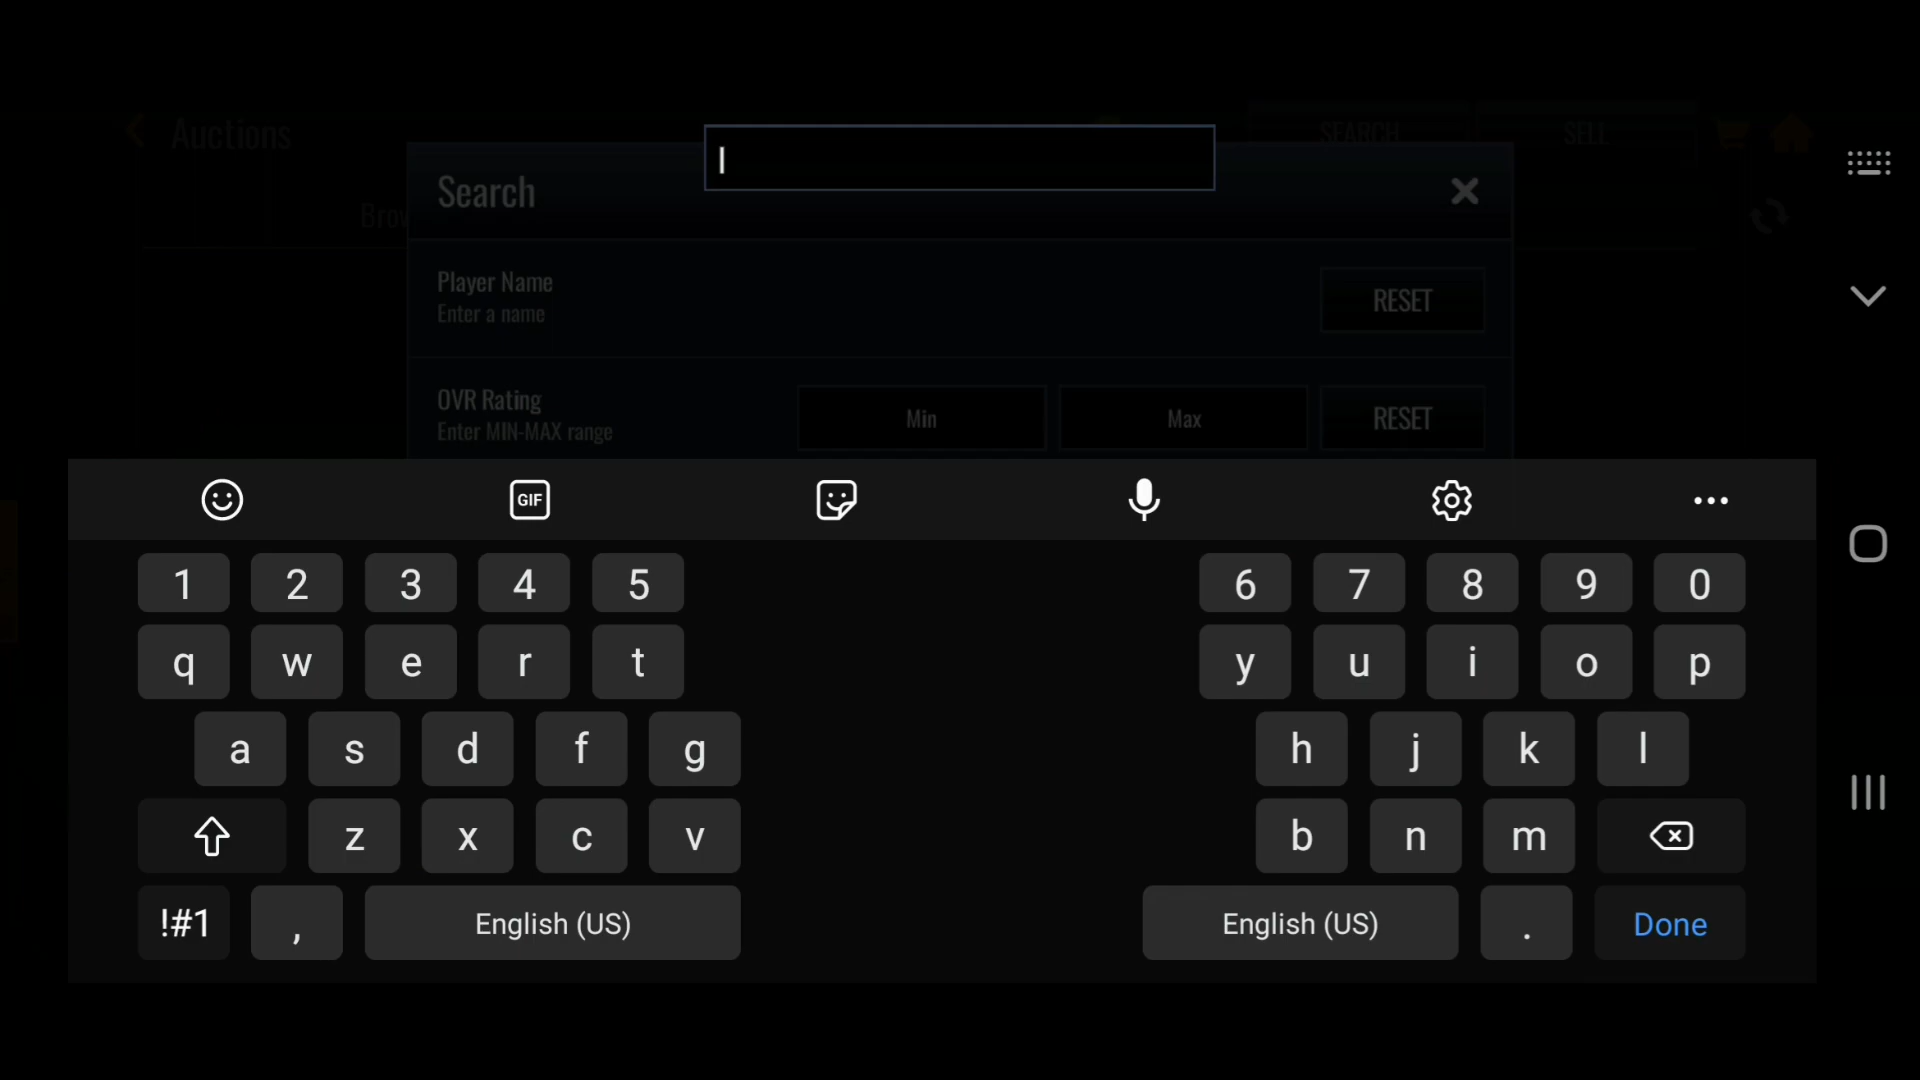 Auctions
SEARCH
SELL
Search
Brow
Player Name
Enter a name
RESET
OVR Rating
Enter MIN-MAX range
Min
Max
RESET
GIF
1 2 3 4 5 6 7 8 9 0
q w e r t y u i o p
a s d f g h j k l
z x c v b n m
!#1 , English (US) English (US) . Done